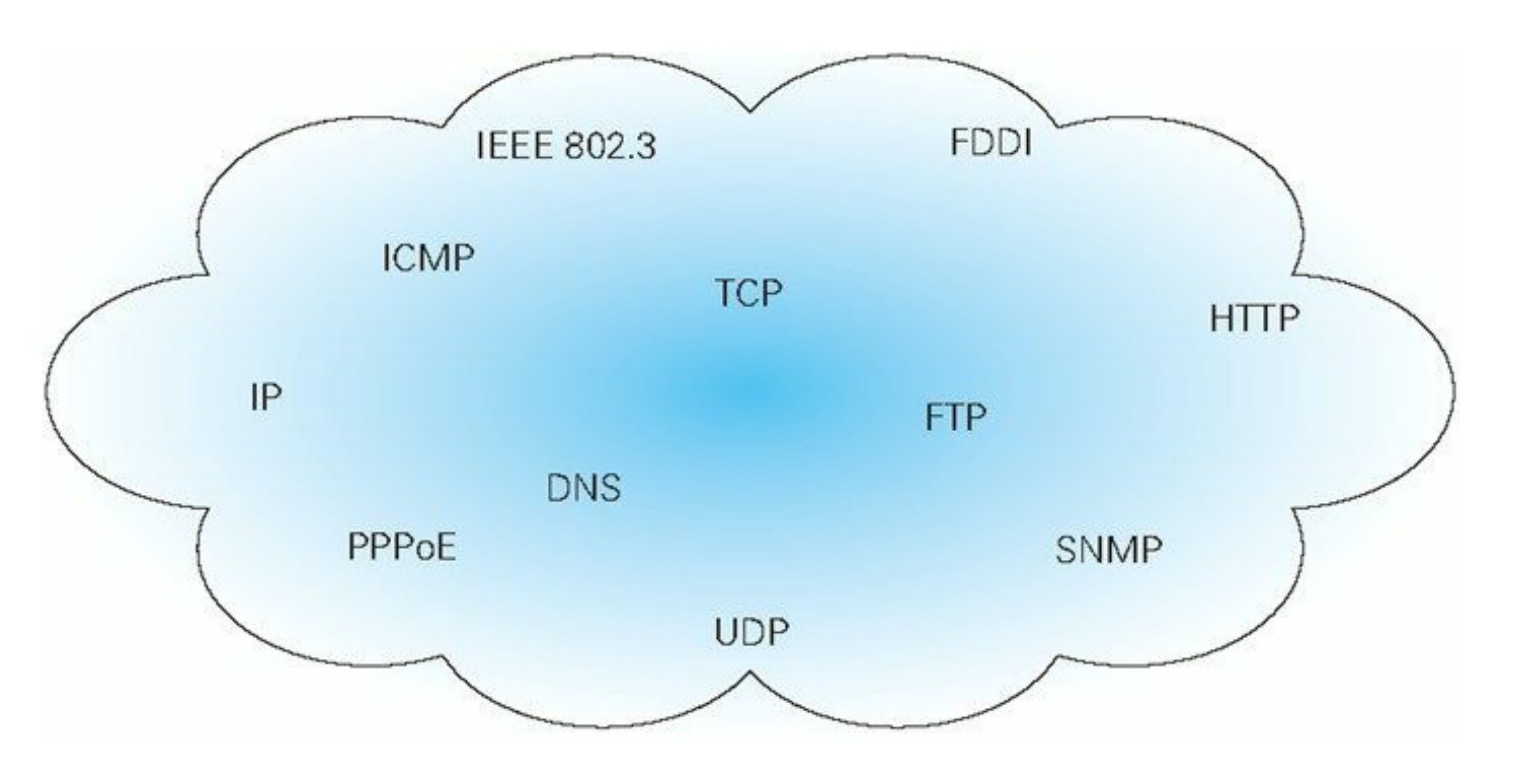 IEEE 802.3
FDDI
ICMP
TCP
HTTP
IP
FTP
DNS
PPPoE
SNMP
UDP